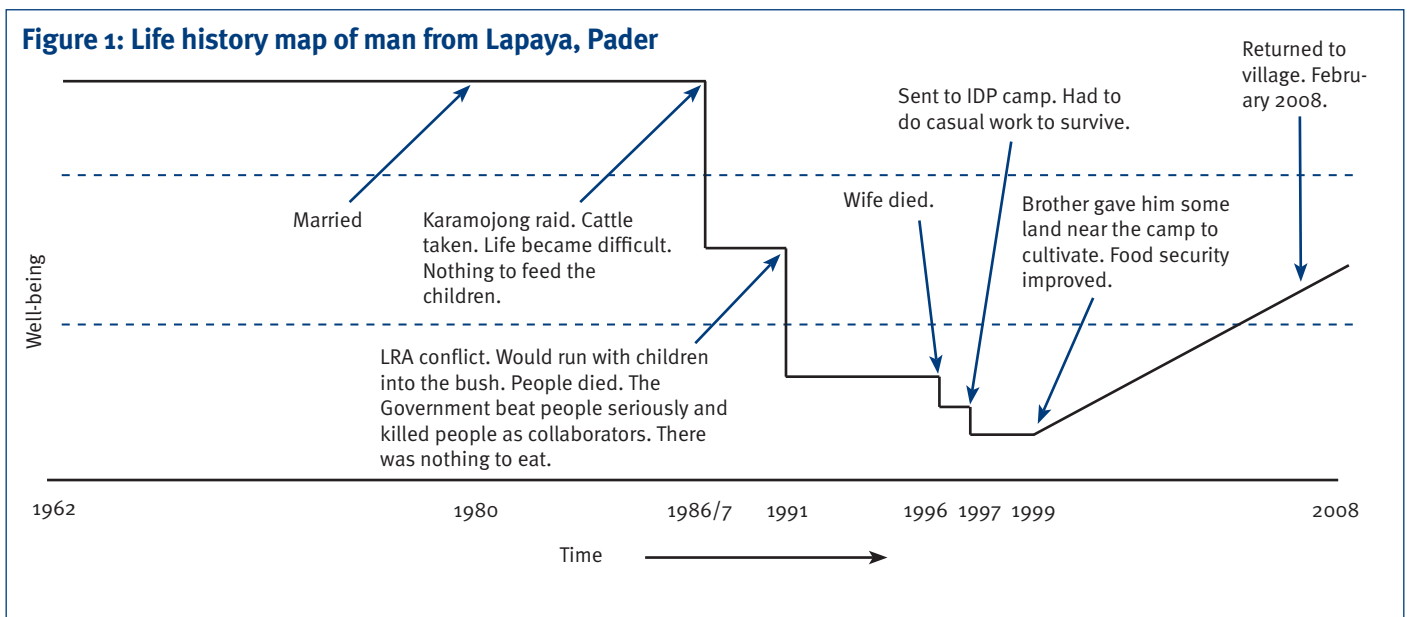 Figure 1: Life history map of man from Lapaya, Pader
Returned to
village. Febru-
ary 2008.
Sent to IDP camp. Had to
do casual work to survive.
Married
Karamojong raid. Cattle
taken. Life became difficult.
Nothing to feed the
children.
Wife died.
Brother gave him some
land near the camp to
cultivate. Food security
improved.
Well-being
LRA conflict. Would run with children
into the bush. People died. The
Government beat people seriously and
killed people as collaborators. There
was nothing to eat.
1962 1980 1986/7 1991 1996 1997 1999 2008
Time